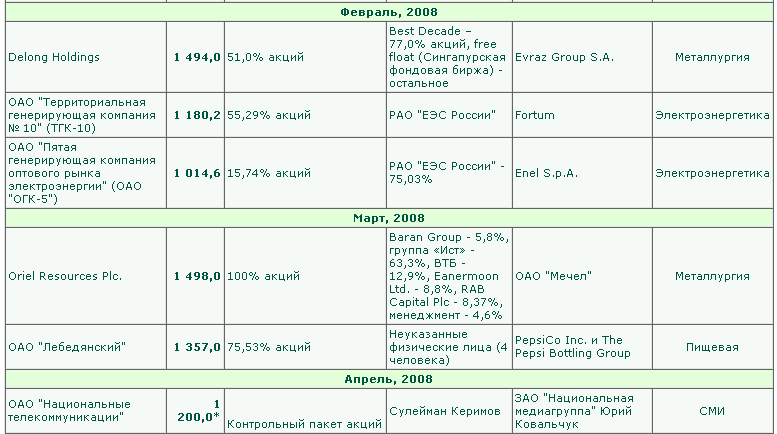 Февраль, 2008
Delong Holdings
1 494,0
51,0% акций
Best Decade –
77,0% акций, free
float (Сингапурская
фондовая биржа) -
остальное
Evraz Group S.A.
Металлургия
ОАО "Территориальная
генерирующая компания
№ 10" (ТГК-10)
1 180,2
55,29% акций
РАО "ЕЭС России"
Fortum
Электроэнергетика
ОАО "Пятая
генерирующая компания
оптового рынка
электроэнергии" (ОАО
"ОГК-5")
1 014,6
15,74% акций
РАО "ЕЭС России" -
75,03%
Enel S.p.A.
Электроэнергетика
Март, 2008
Oriel Resources Plc.
1 498,0
100% акций
Baran Group - 5,8%,
группа «Ист» -
63,3%, ВТБ -
12,9%, Eanermoon
Ltd. - 8,8%, RAB
Capital Plc - 8,37%,
менеджмент - 4,6%
ОАО "Мечел"
Металлургия
ОАО "Лебедянский"
1 357,0
75,53% акций
Неуказанные
физические лица (4
человека)
PepsiCo Inc. и The
Pepsi Bottling Group
Пищевая
Апрель, 2008
ОАО "Национальные
телекоммуникации"
1
200,0*
Контрольный пакет акций
Сулейман Керимов
ЗАО "Национальная
медиагруппа" Юрий
Ковальчук
СМИ